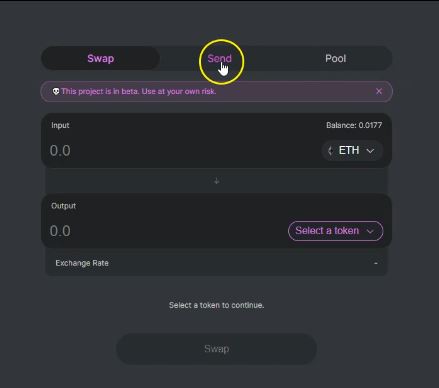 Swap
Send
Pool
💀This project is in beta. Use at your own risk.
Input
Balance: 0.0177
0.0
ETH
Output
0.0
Select a token
Exchange Rate
-
Select a token to continue.
Swap